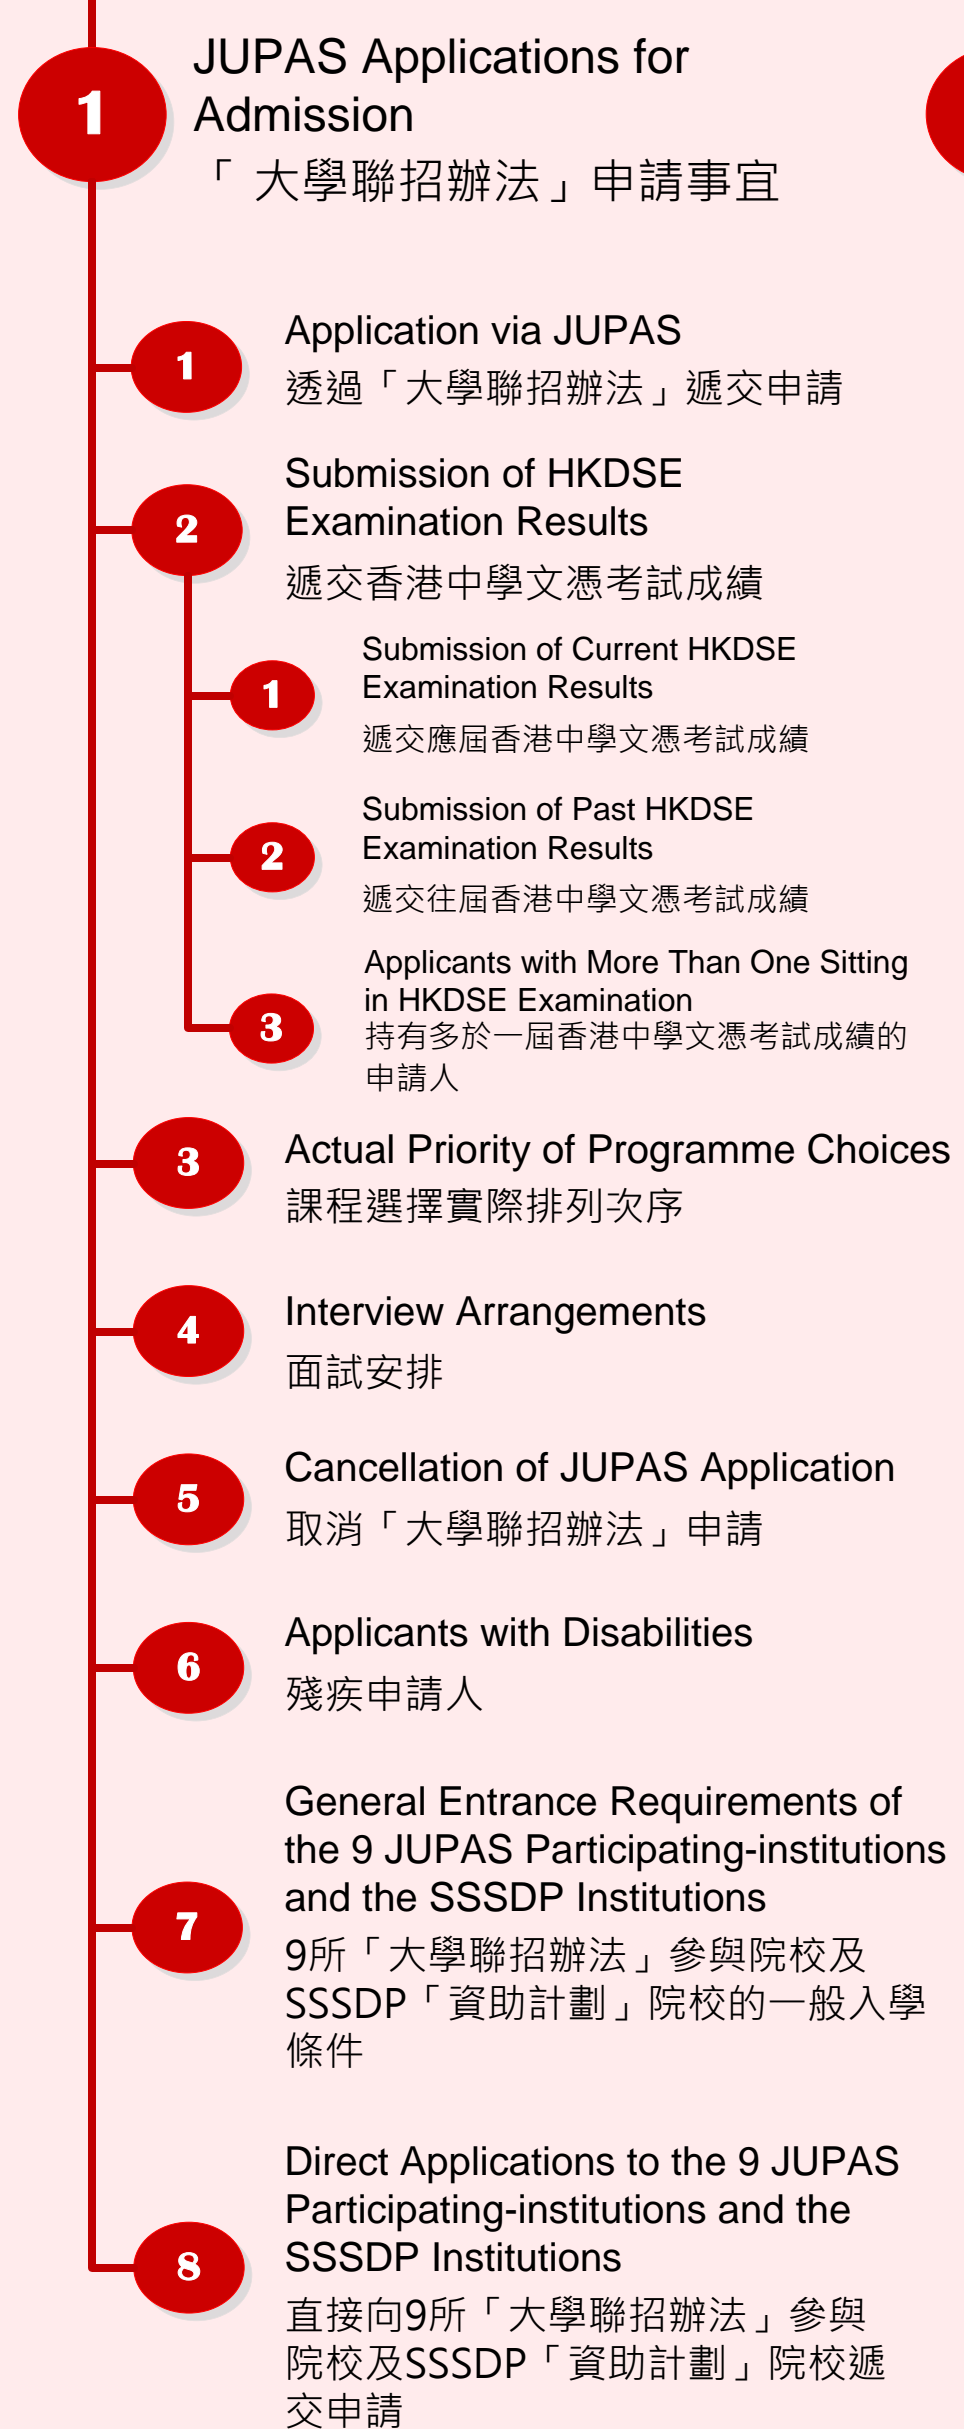 1
JUPAS Applications for
Admission
「 大學聯招辦法」申請事宜
1
Application via JUPAS
透過「大學聯招辦法」遞交申請
2
Submission of HKDSE
Examination Results
遞交香港中學文憑考試成績
1
Submission of Current HKDSE
Examination Results
遞交應屆香港中學文憑考試成績
2
Submission of Past HKDSE
Examination Results
遞交往屆香港中學文憑考試成績
3
Applicants with More Than One Sitting
in HKDSE Examination
持有多於一屆香港中學文憑考試成績的
申請人
3
Actual Priority of Programme Choices
課程選擇實際排列次序
4
Interview Arrangements
面試安排
5
Cancellation of JUPAS Application
取消「大學聯招辦法」申請
6
Applicants with Disabilities
殘疾申請人
7
General Entrance Requirements of
the 9 JUPAS Participating-institutions
and the SSSDP Institutions
9所「大學聯招辦法」參與院校及
SSSDP「資助計劃」院校的一般入學
條件
8
Direct Applications to the 9 JUPAS
Participating-institutions and the
SSSDP Institutions
直接向9所「大學聯招辦法」參與
院校及SSSDP「資助計劃」院校遞
交申請